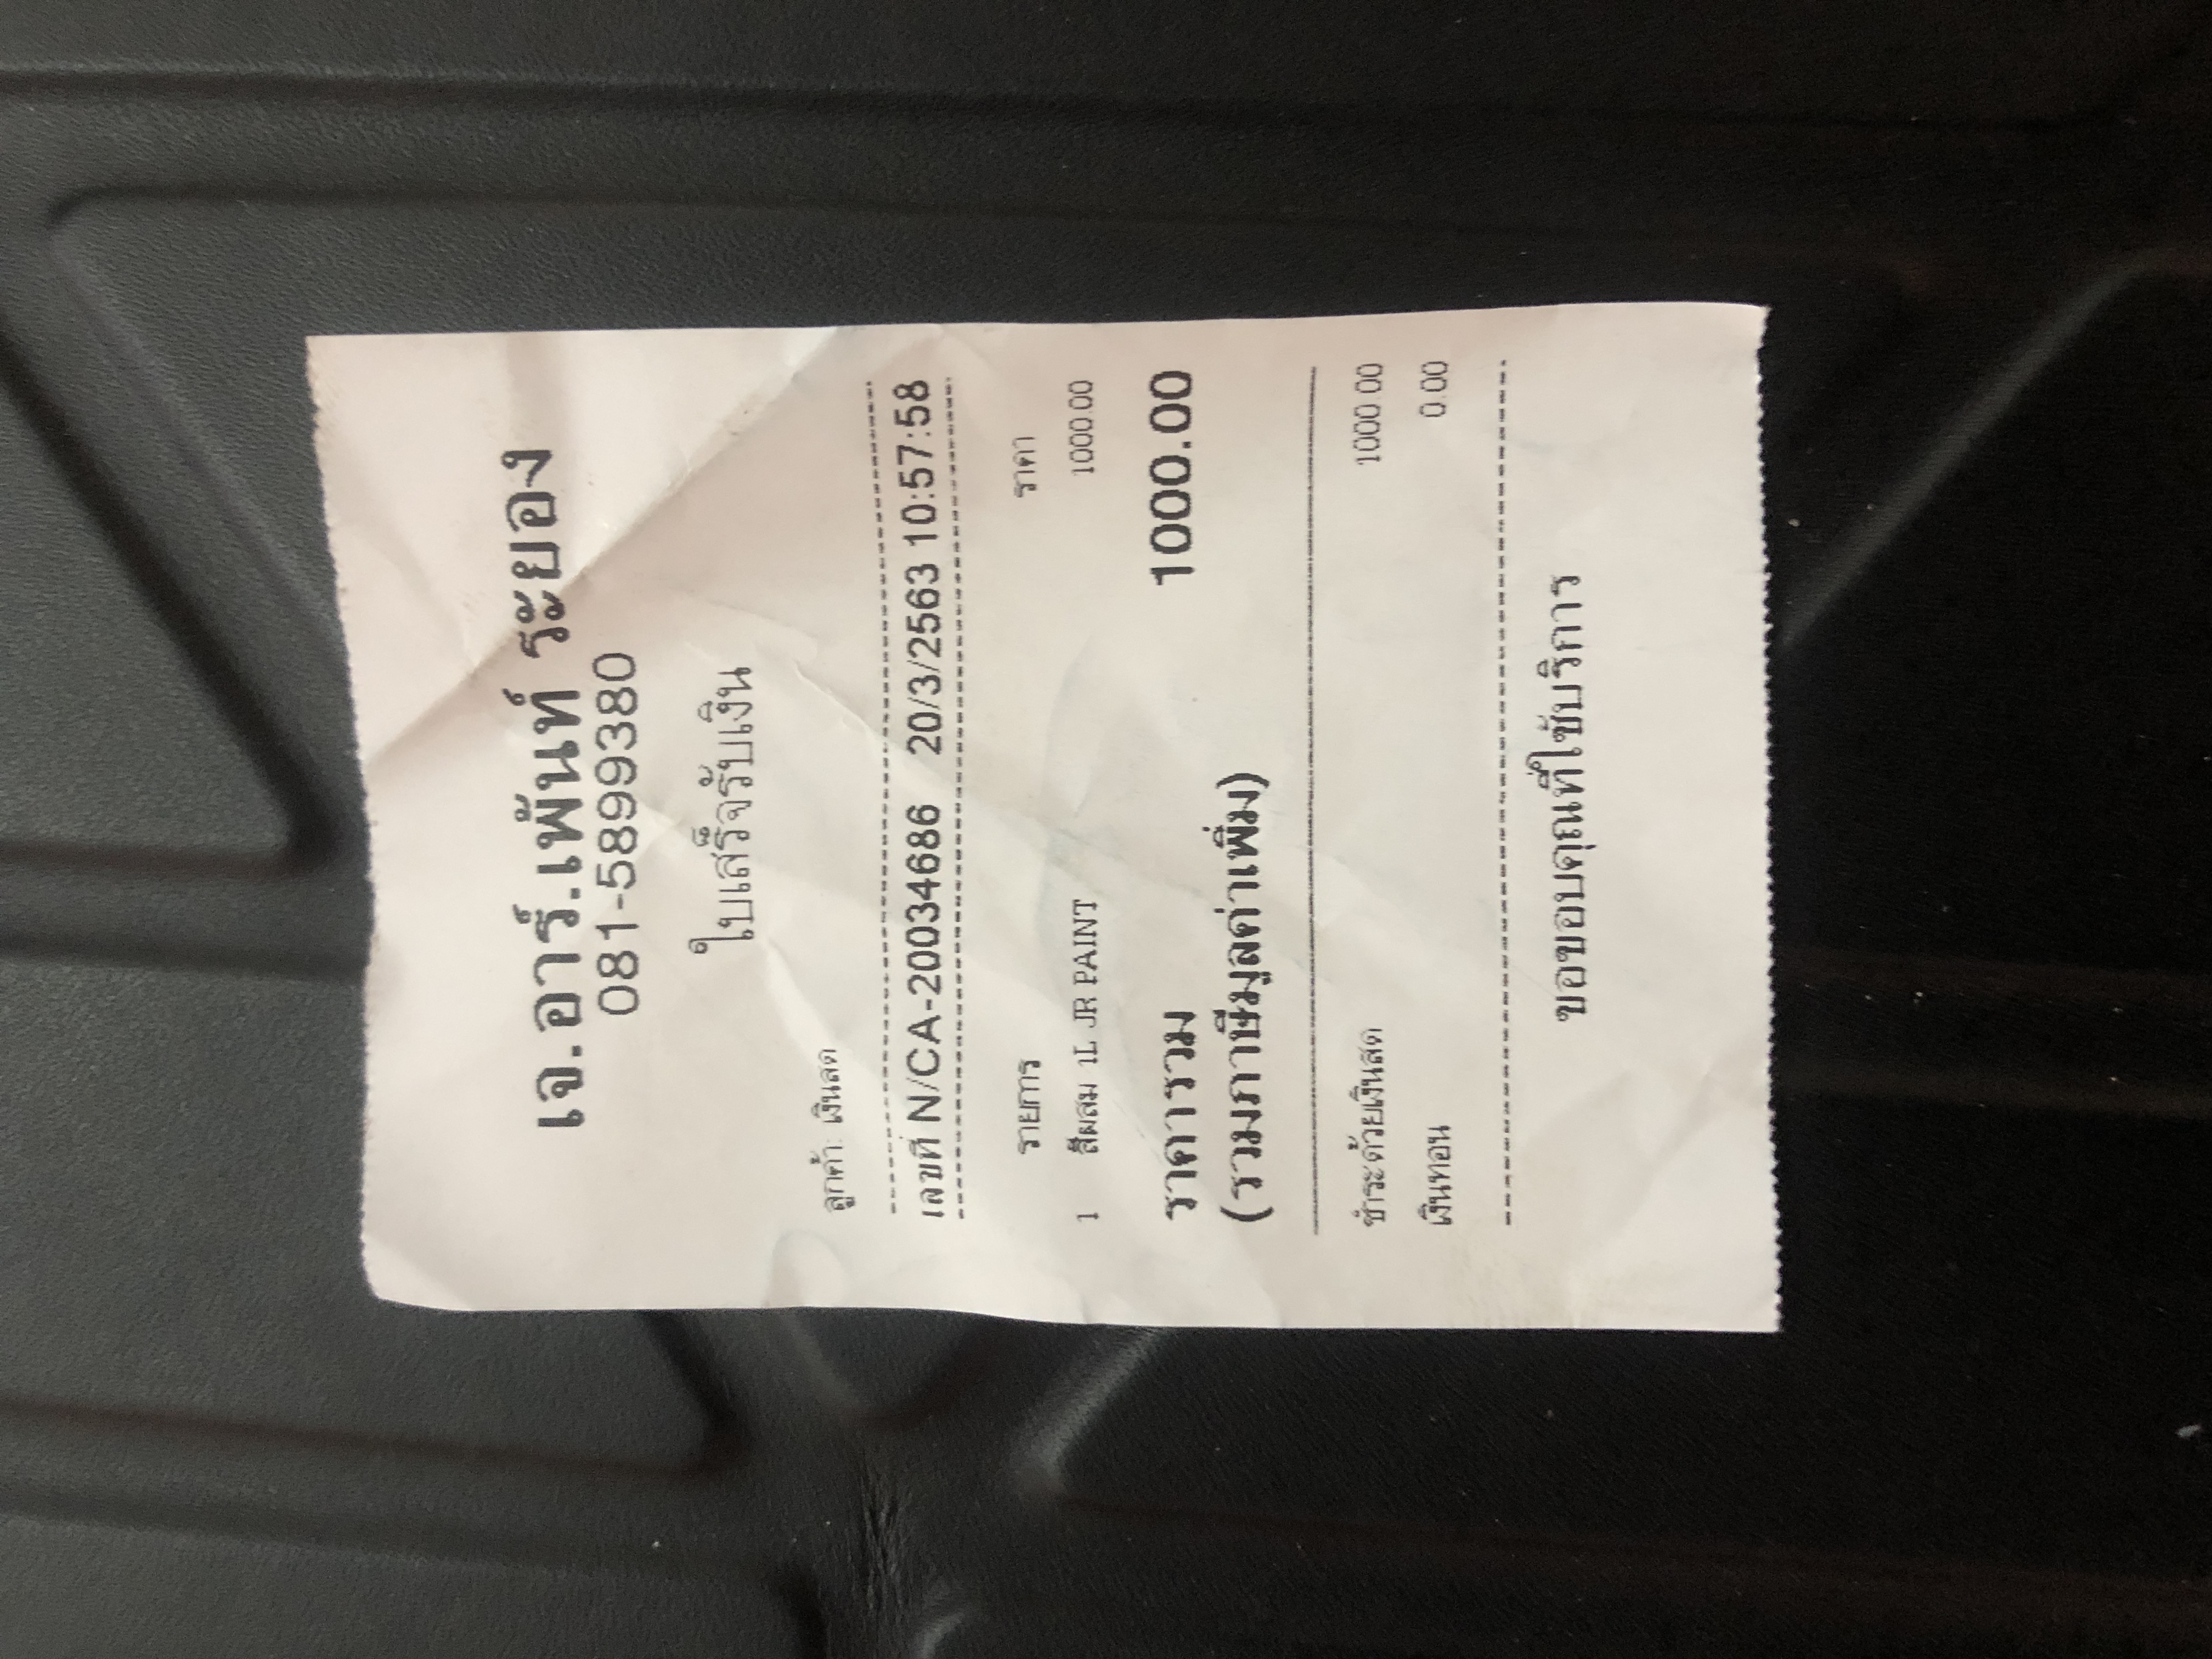 เจ.อาร์.เพ้นท์ ระยอง
081-5899380
ใบเสร็จรับเงิน
ลูกค้า: เงินสด
เลขที่ N/CA-20034686 20/3/2563 10:57:58
รายการ ราคา
1 สีผสม 1L JR PAINT 1000.00
ราคารวม 1000.00
(รวมภาษีมูลค่าเพิ่ม)
ชำระด้วยเงินสด 1000.00
เงินทอน 0.00
ขอขอบคุณที่ใช้บริการ